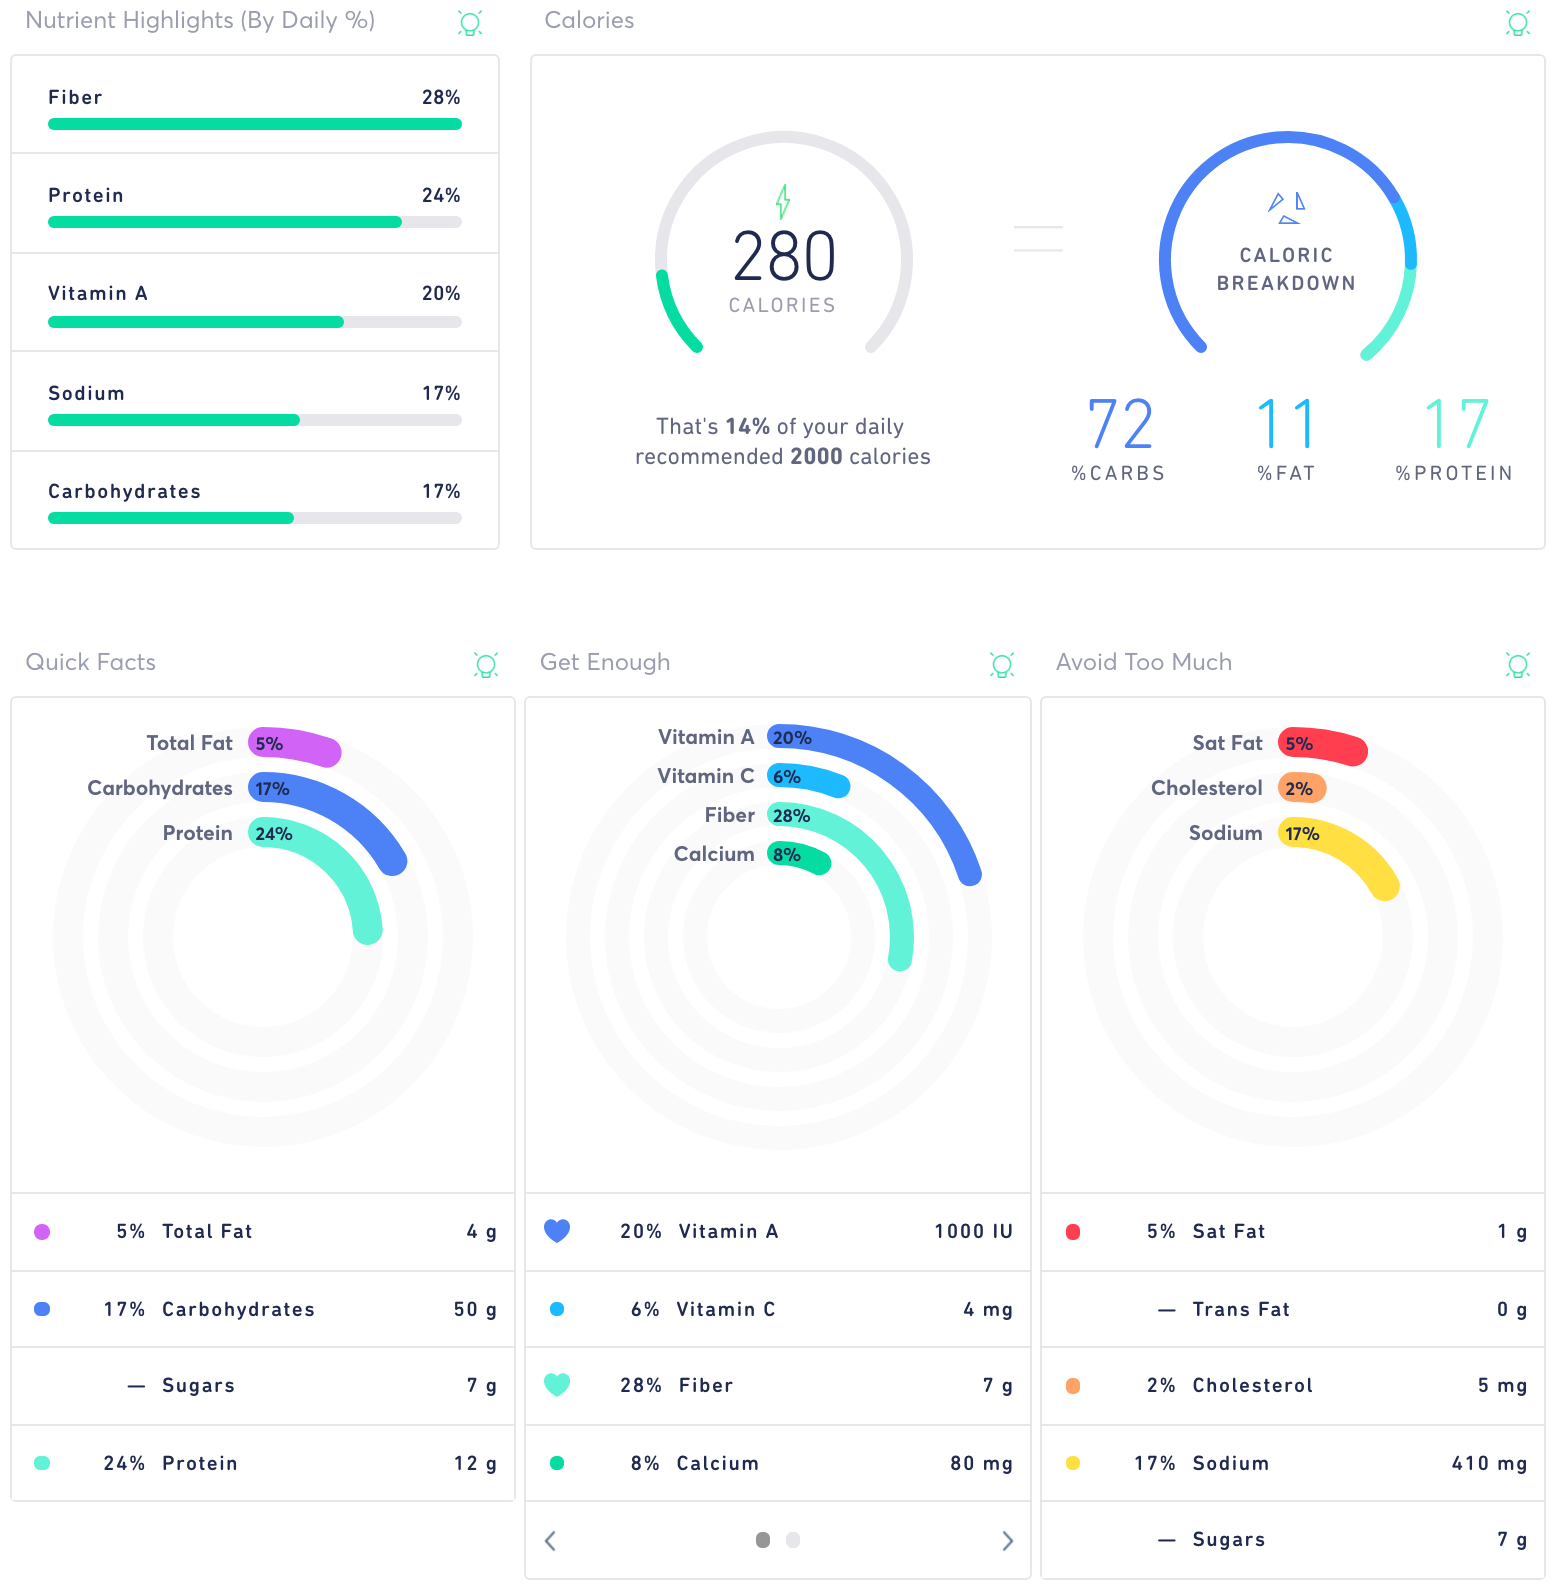 Nutrient Highlights (By Daily %)
Fiber 28%
Protein 24%
Vitamin A 20%
Sodium 17%
Carbohydrates 17%
Calories
280
CALORIES
That's 14% of your daily
recommended 2000 calories
CALORIC
BREAKDOWN
72 11 17
%CARBS %FAT %PROTEIN
Quick Facts
Total Fat 5%
Carbohydrates 17%
Protein 24%
5% Total Fat 4 g
17% Carbohydrates 50 g
— Sugars 7 g
24% Protein 12 g
Get Enough
Vitamin A 20%
Vitamin C 6%
Fiber 28%
Calcium 8%
20% Vitamin A 1000 IU
6% Vitamin C 4 mg
28% Fiber 7 g
8% Calcium 80 mg
Avoid Too Much
Sat Fat 5%
Cholesterol 2%
Sodium 17%
5% Sat Fat 1 g
— Trans Fat 0 g
2% Cholesterol 5 mg
17% Sodium 410 mg
— Sugars 7 g